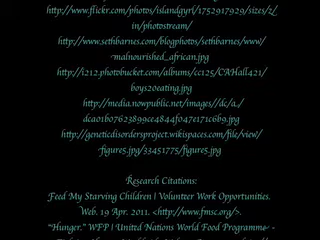 http://www.flickr.com/photos/islandgyrl/1752917929/sizes/z/
in/photostream/
http://www.sethbarnes.com/blogphotos/sethbarnes/www/
-malnourished_african.jpg
http://i212.photobucket.com/albums/cc125/CAHall421/
boys20eating.jpg
http://media.nowpublic.net/images//dc/a,/
dca01b07623899ce4844f047e171c6b9.jpg
http://geneticdisordersproject.wikispaces.com/file/view/
-figure5.jpg/33451775/figure5.jpg
Research Citations:
Feed My Starving Children | Volunteer Work Opportunities.
Web. 19 Apr. 2011. <http://www.fmsc.org/>.
"Hunger." WFP | United Nations World Food Programme -